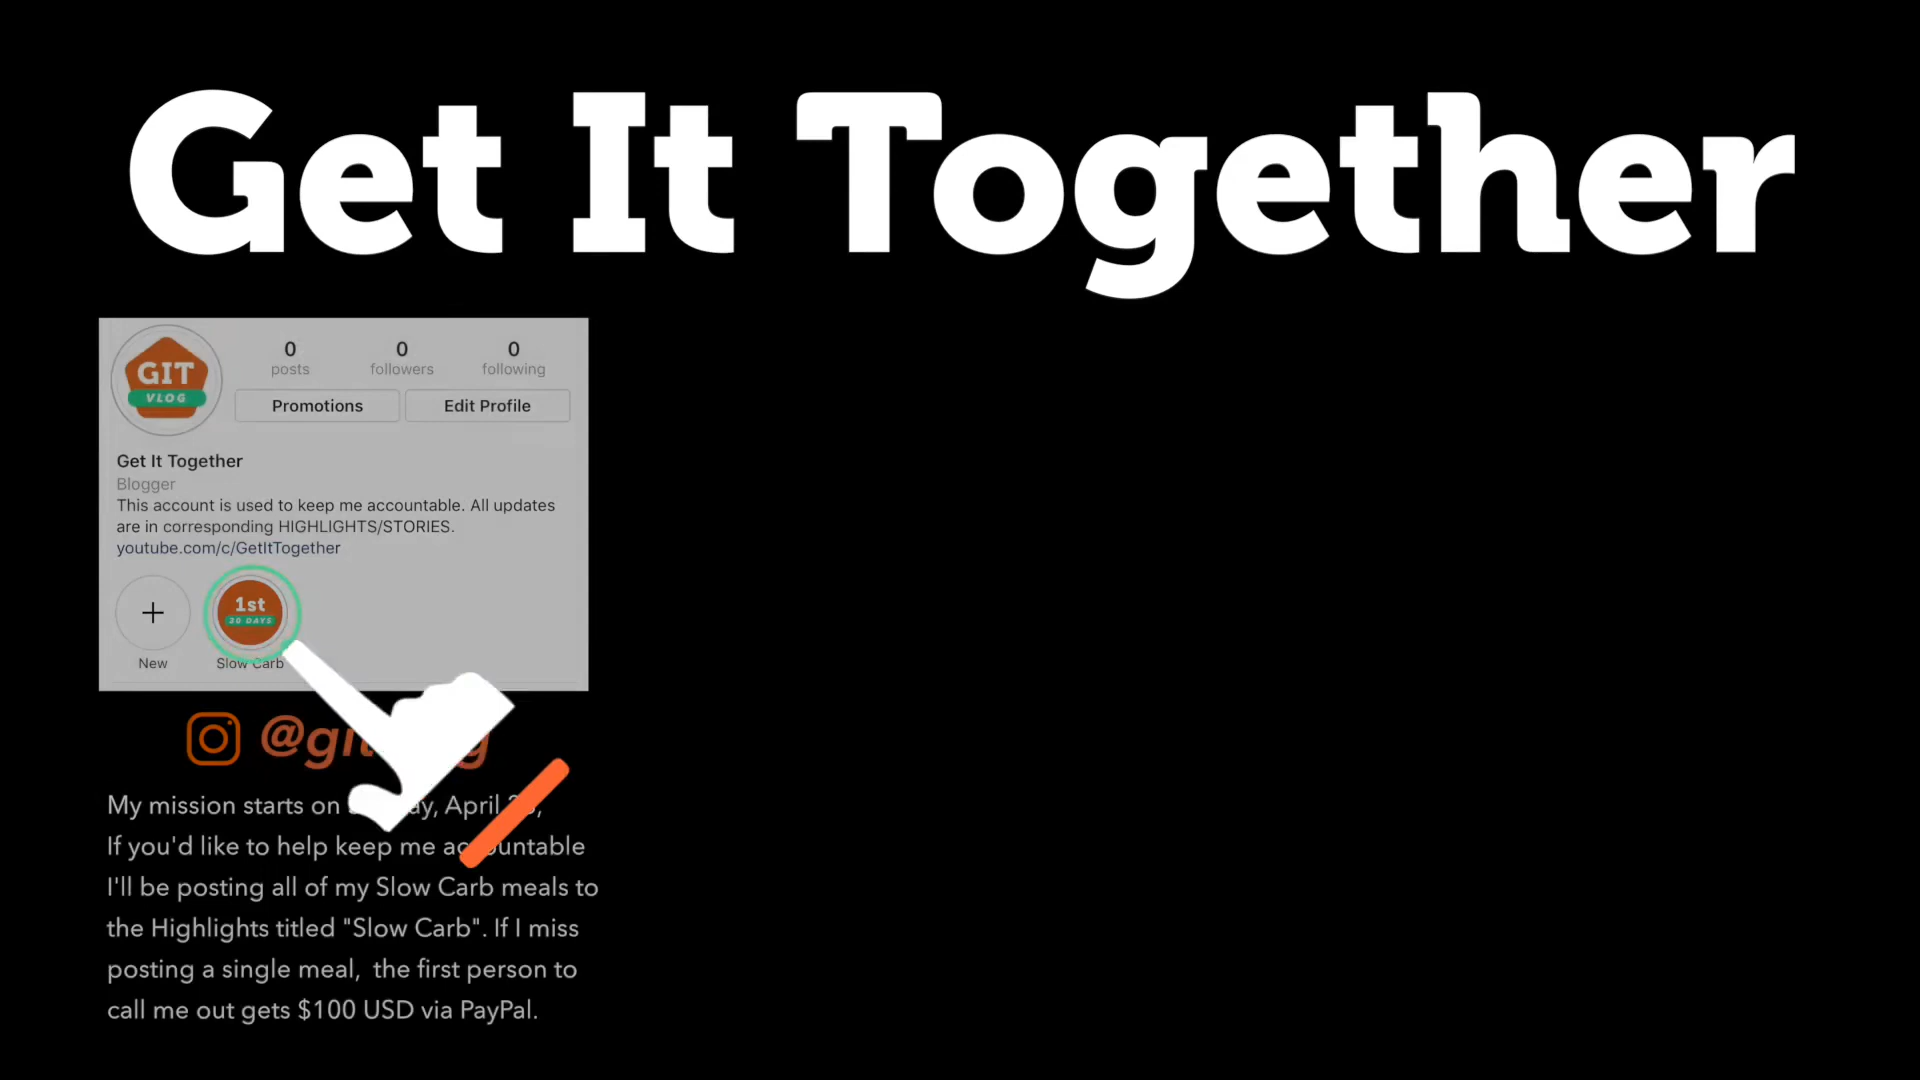 Get It Together
GIT
VLOG
0 0 0
posts followers following
Promotions Edit Profile
Get It Together
Blogger
This account is used to keep me accountable. All updates
are in corresponding HIGHLIGHTS/STORIES.
youtube.com/c/GetItTogether
1st
20 DAYS
New Slow Carb
My mission starts on April
If you'd like to help keep me accountable
I'll be posting all of my Slow Carb meals to
the Highlights titled "Slow Carb". If I miss
posting a single meal, the first person to
call me out gets $100 USD via PayPal.